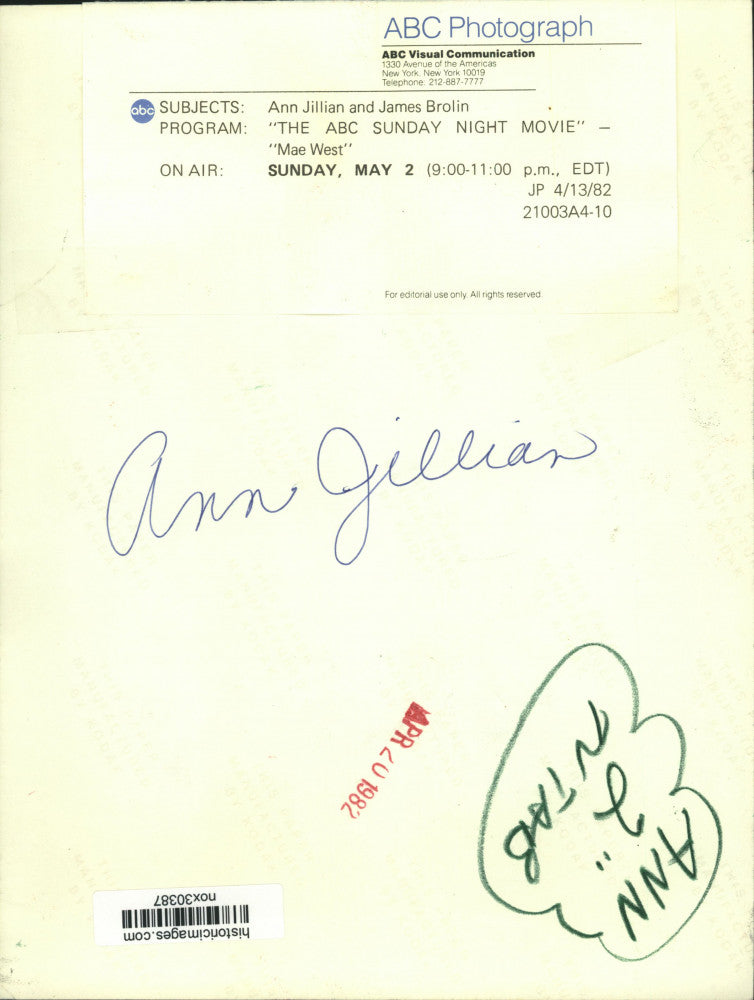 ABC Photograph
ABC Visual Communication
1330 Avenue of the Americas
New York, New York 10019
Telephone: 212-887-7777
abc
SUBJECTS: Ann Jillian and James Brolin
PROGRAM: "THE ABC SUNDAY NIGHT MOVIE" —
"Mae West"
ON AIR: SUNDAY, MAY 2 (9:00-11:00 p.m., EDT)
JP 4/13/82
21003A4-10
For editorial use only. All rights reserved.
Ann Jillian
APR 20 1982
ANN
TAB
historicimages.com
nox30387